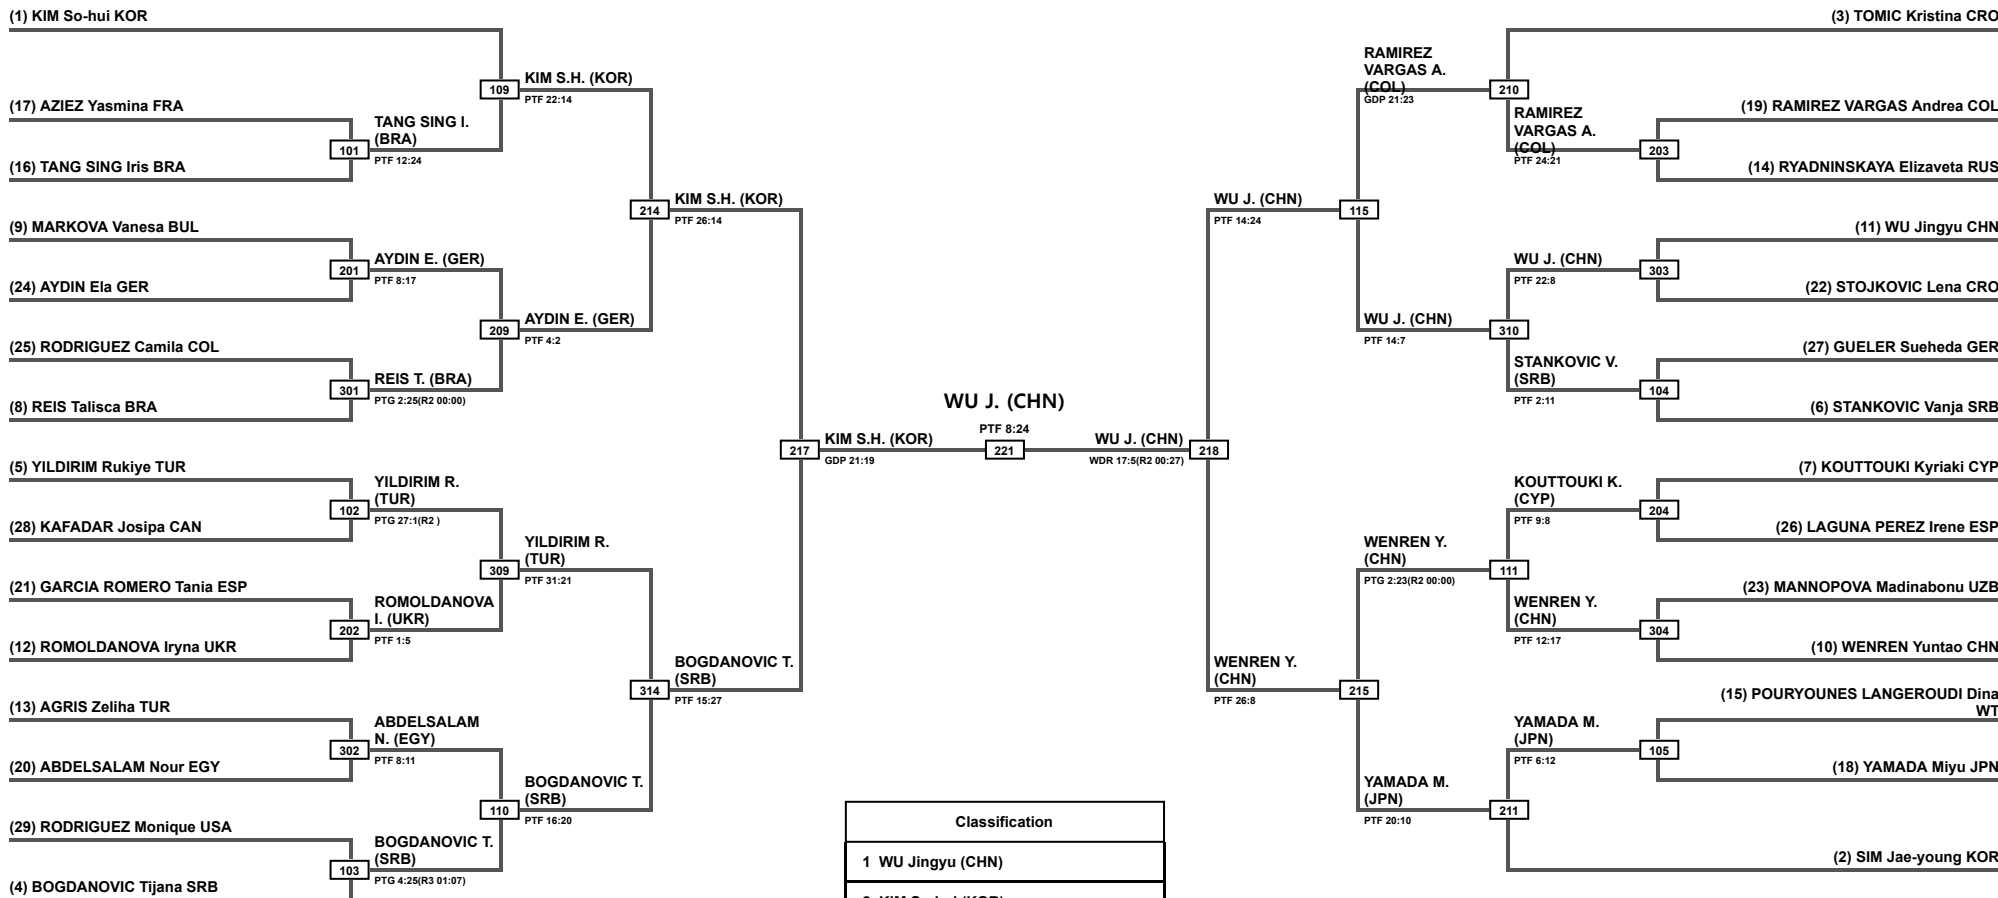 (1) KIM So-hui KOR
(17) AZIEZ Yasmina FRA
(16) TANG SING Iris BRA
(9) MARKOVA Vanesa BUL
(24) AYDIN Ela GER
(25) RODRIGUEZ Camila COL
(8) REIS Talisca BRA
(5) YILDIRIM Rukiye TUR
(28) KAFADAR Josipa CAN
(21) GARCIA ROMERO Tania ESP
(12) ROMOLDANOVA Iryna UKR
(13) AGRIS Zeliha TUR
(20) ABDELSALAM Nour EGY
(29) RODRIGUEZ Monique USA
(4) BOGDANOVIC Tijana SRB
TANG SING I.
(BRA)
101
PTF 12:24
AYDIN E. (GER)
201
PTF 8:17
REIS T. (BRA)
301
PTG 2:25(R2 00:00)
YILDIRIM R.
(TUR)
102
PTG 27:1(R2 )
ROMOLDANOVA
I. (UKR)
202
PTF 1:5
ABDELSALAM
N. (EGY)
302
PTF 8:11
BOGDANOVIC T.
(SRB)
103
PTG 4:25(R3 01:07)
KIM S.H. (KOR)
109
PTF 22:14
AYDIN E. (GER)
209
PTF 4:2
YILDIRIM R.
(TUR)
309
PTF 31:21
BOGDANOVIC T.
(SRB)
110
PTF 16:20
KIM S.H. (KOR)
214
PTF 26:14
BOGDANOVIC T.
(SRB)
314
PTF 15:27
KIM S.H. (KOR)
217
GDP 21:19
WU J. (CHN)
PTF 8:24
221
WU J. (CHN)
218
WDR 17:5(R2 00:27)
WU J. (CHN)
115
PTF 14:24
WENREN Y.
(CHN)
215
PTF 26:8
RAMIREZ
VARGAS A.
(COL)
210
GDP 21:23
WU J. (CHN)
310
PTF 14:7
WENREN Y.
(CHN)
111
PTG 2:23(R2 00:00)
YAMADA M.
(JPN)
211
PTF 20:10
RAMIREZ
VARGAS A.
(COL)
203
PTF 24:21
WU J. (CHN)
303
PTF 22:8
STANKOVIC V.
(SRB)
104
PTF 2:11
KOUTTOUKI K.
(CYP)
204
PTF 9:8
WENREN Y.
(CHN)
304
PTF 12:17
YAMADA M.
(JPN)
105
PTF 6:12
(3) TOMIC Kristina CRO
(19) RAMIREZ VARGAS Andrea COL
(14) RYADNINSKAYA Elizaveta RUS
(11) WU Jingyu CHN
(22) STOJKOVIC Lena CRO
(27) GUELER Sueheda GER
(6) STANKOVIC Vanja SRB
(7) KOUTTOUKI Kyriaki CYP
(26) LAGUNA PEREZ Irene ESP
(23) MANNOPOVA Madinabonu UZB
(10) WENREN Yuntao CHN
(15) POURYOUNES LANGEROUDI Dina
WT
(18) YAMADA Miyu JPN
(2) SIM Jae-young KOR
Classification
1 WU Jingyu (CHN)